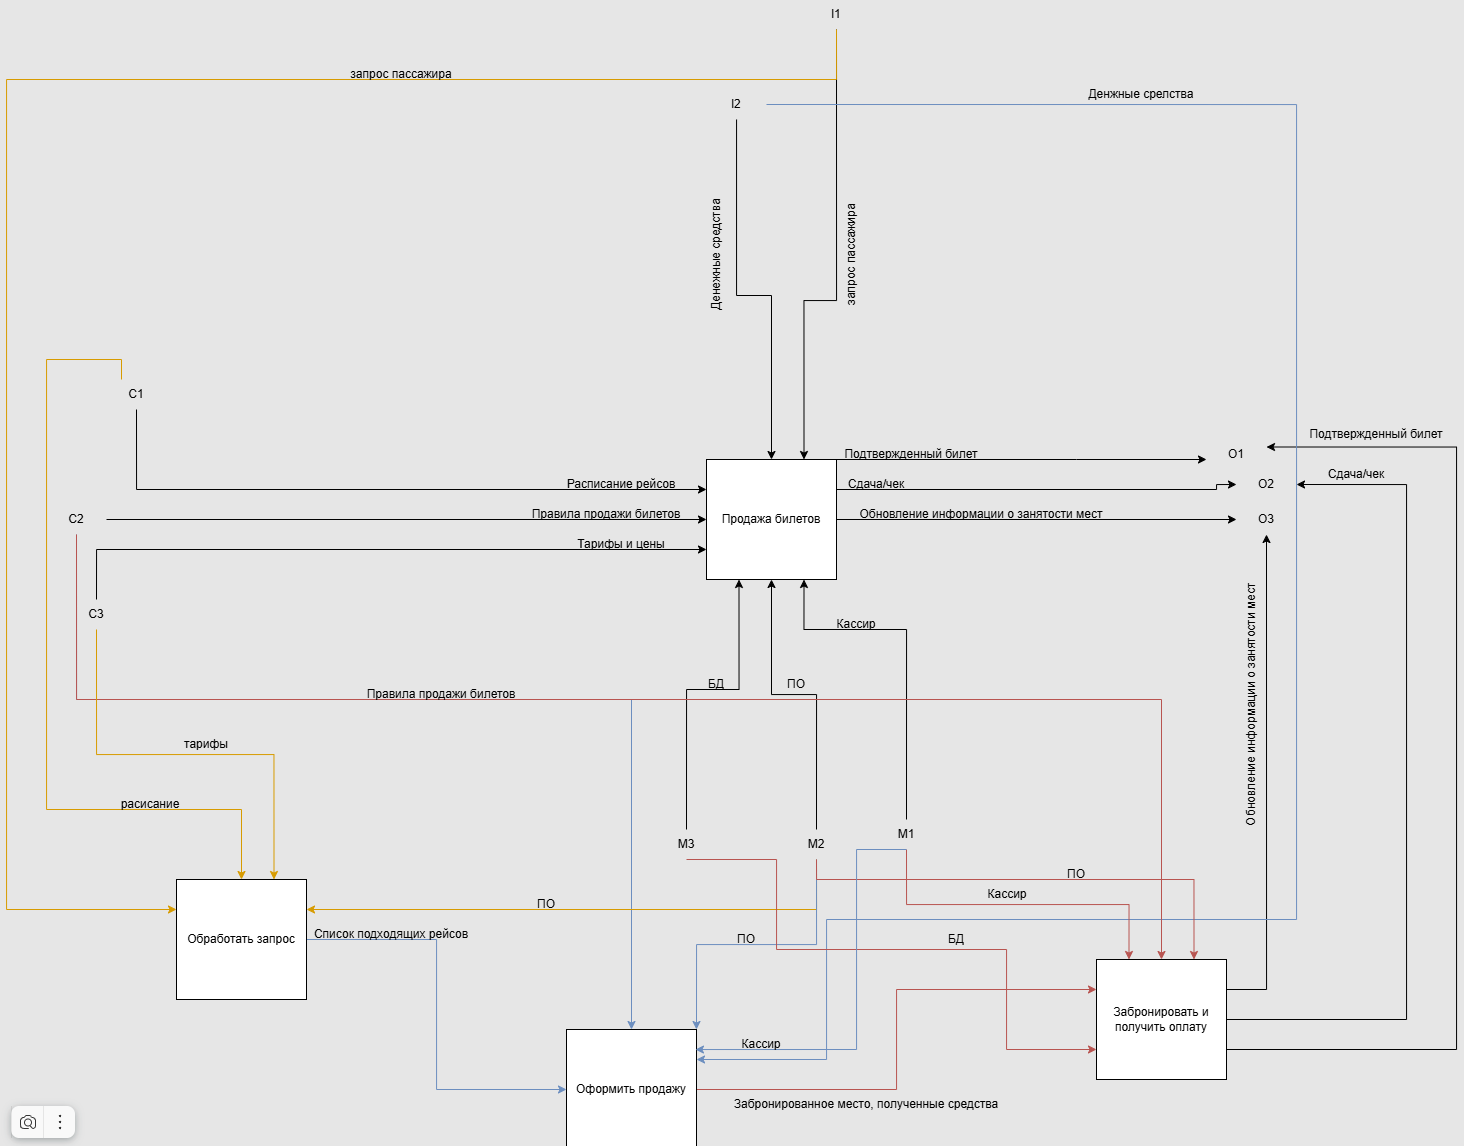 I1
запрос пассажира
Денжные срелства
I2
Денежные средства
запрос пассажира
C1
Подтвержденный билет
Подтвержденный билет
O1
Сдача/чек
Расписание рейсов
Сдача/чек
O2
Правила продажи билетов
Обновление информации о занятости мест
O3
C2
Продажа билетов
Тарифы и цены
C3
Кассир
Обновление информации о занятости мест
БД
ПО
Правила продажи билетов
тарифы
расисание
M3
M2
M1
ПО
Кассир
ПО
Список подходящих рейсов
Обработать запрос
ПО
БД
Забронировать и
получить оплату
Кассир
Оформить продажу
Забронированное место, полученные средства